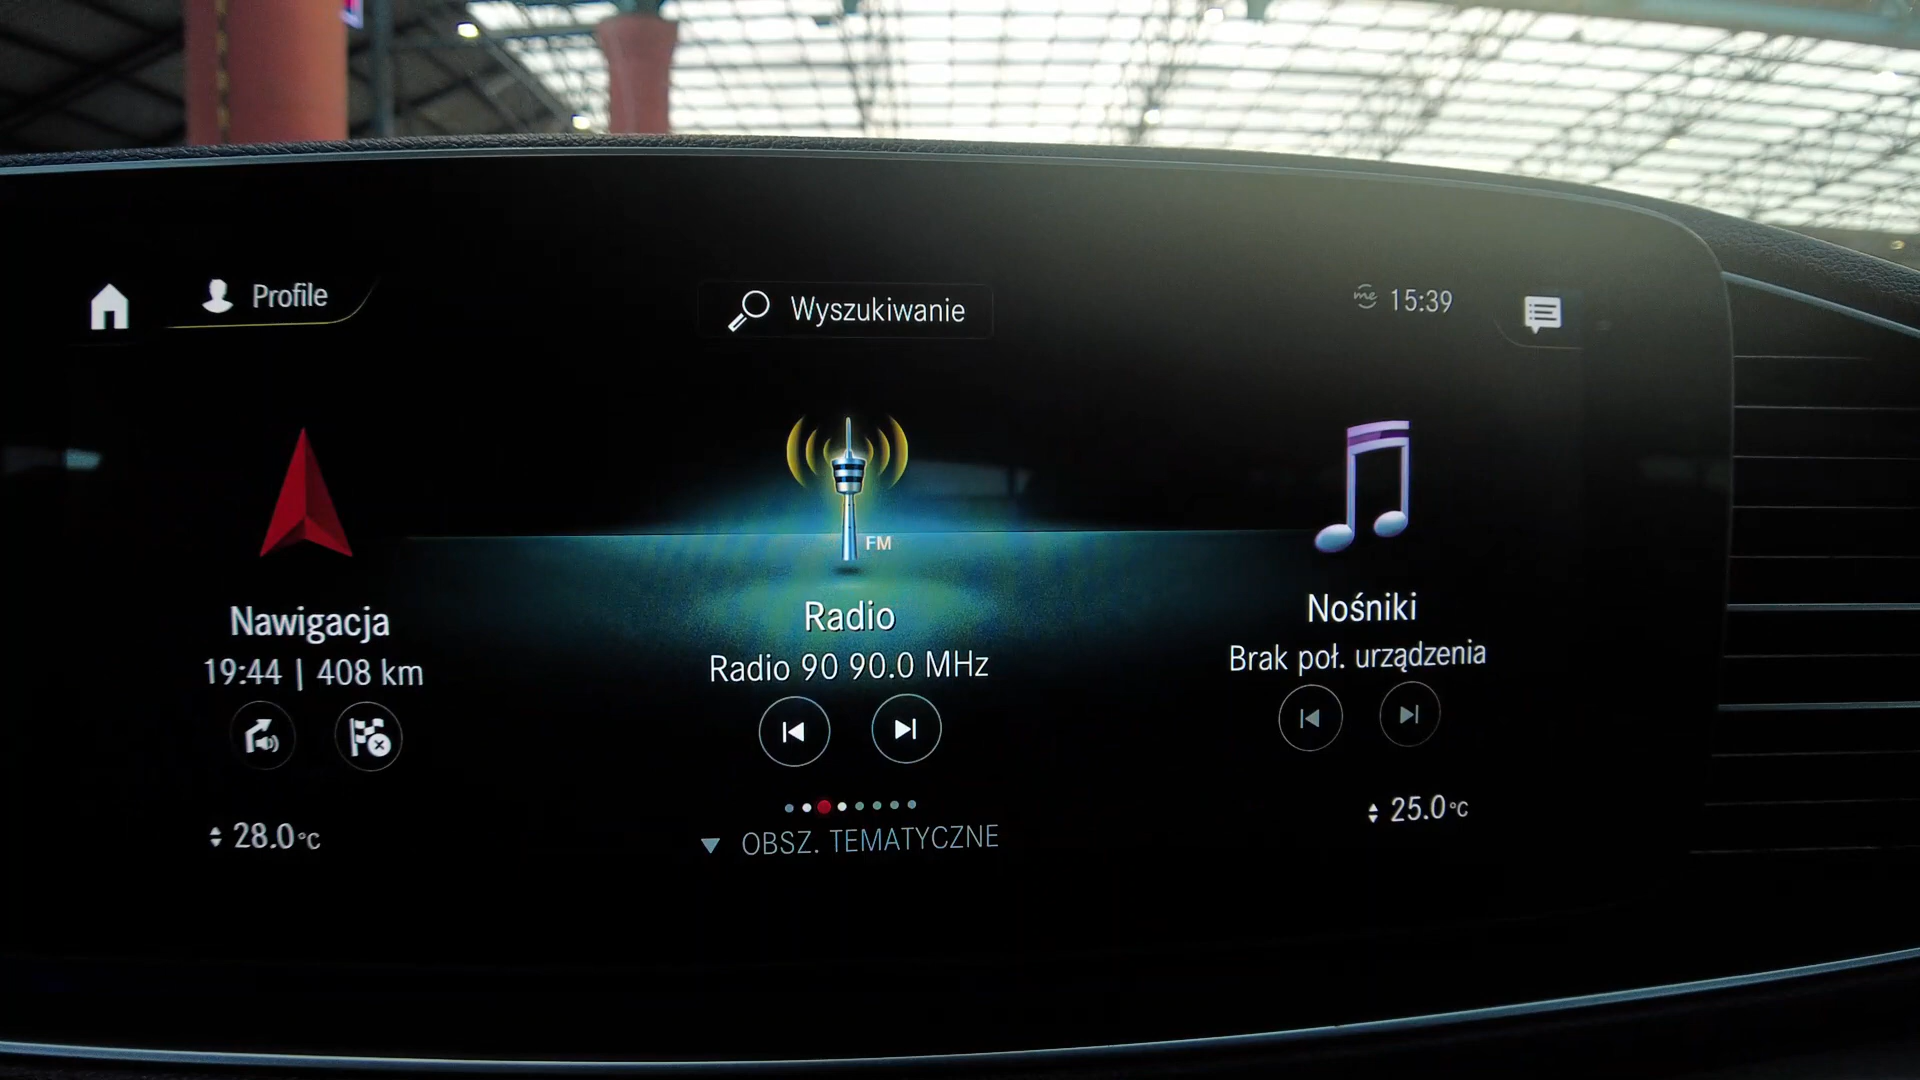 Profile
Wyszukiwanie
me 15:39
FM
Nawigacja
19:44 | 408 km
Radio
Radio 90 90.0 MHz
Nośniki
Brak poł. urządzenia
28.0°C
25.0°C
OBSZ. TEMATYCZNE